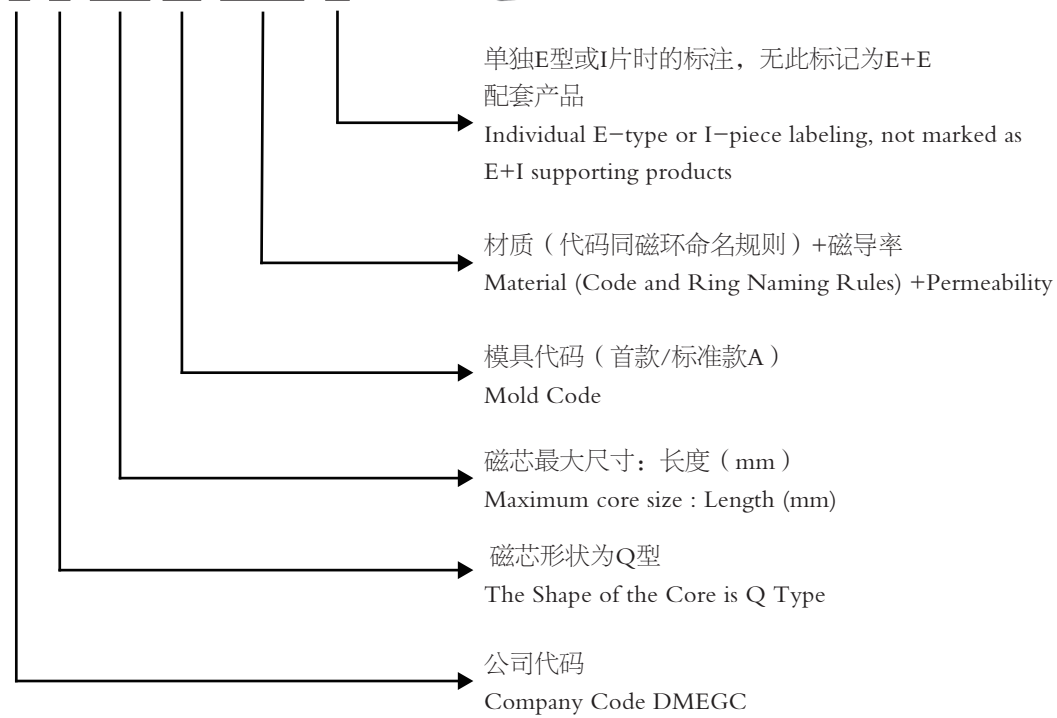 单独E型或I片时的标注，无此标记为E+E
配套产品
Individual E-type or I-piece labeling, not marked as
E+I supporting products
材质（代码同磁环命名规则）+磁导率
Material (Code and Ring Naming Rules) +Permeability
模具代码（首款/标准款A）
Mold Code
磁芯最大尺寸：长度（mm）
Maximum core size : Length (mm)
磁芯形状为Q型
The Shape of the Core is Q Type
公司代码
Company Code DMEGC